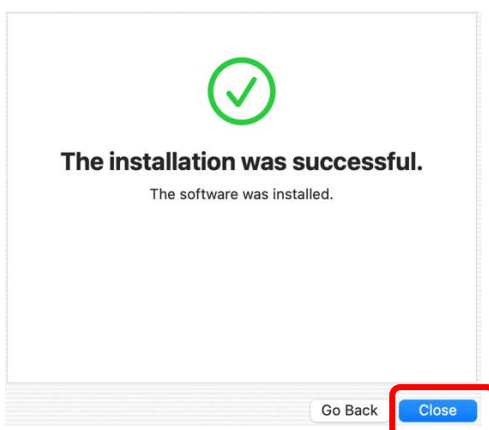 The installation was successful.
The software was installed.
Go Back Close